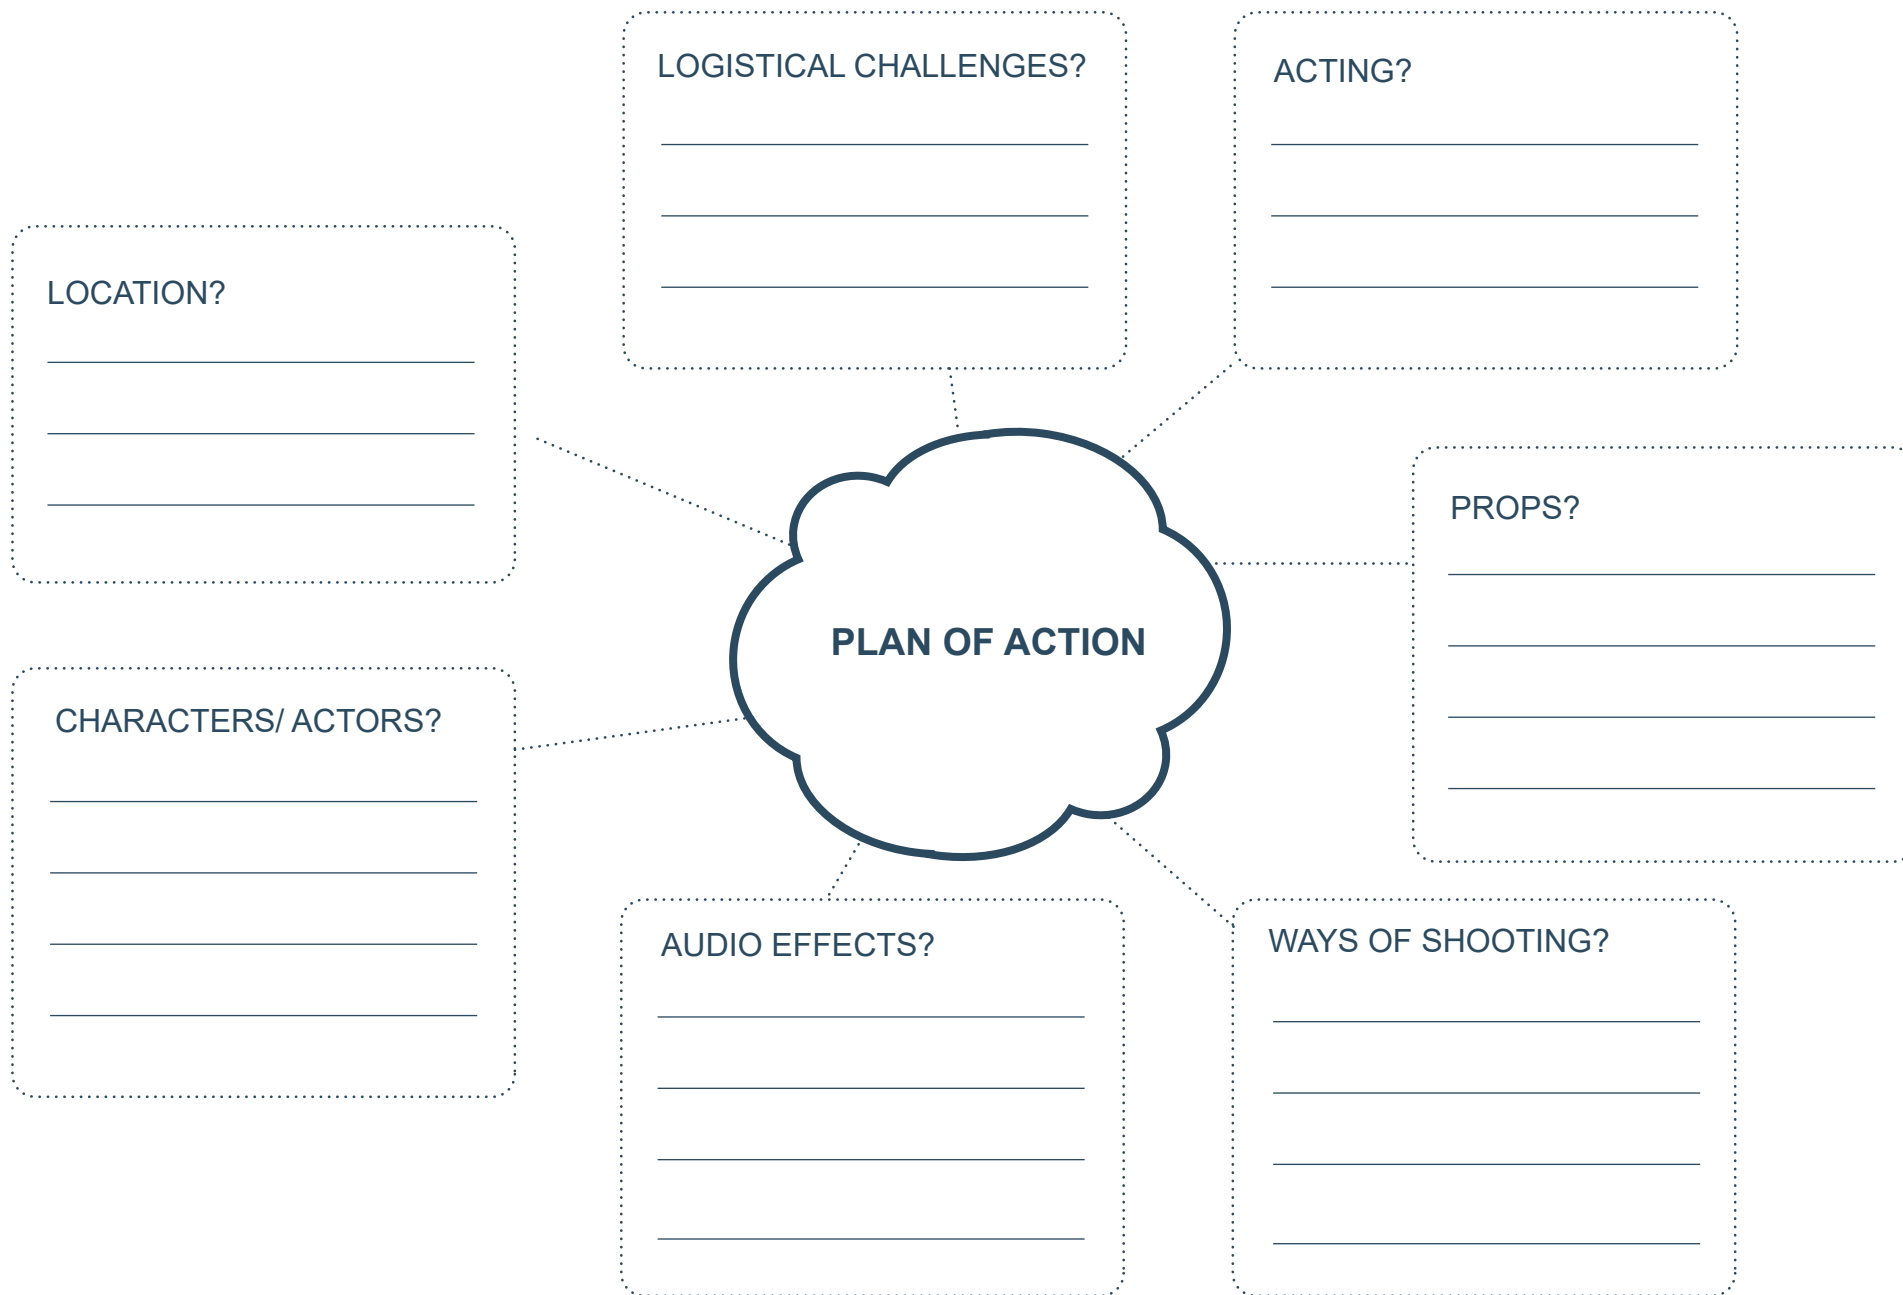 LOGISTICAL CHALLENGES?
ACTING?
LOCATION?
PROPS?
PLAN OF ACTION
CHARACTERS/ ACTORS?
AUDIO EFFECTS?
WAYS OF SHOOTING?